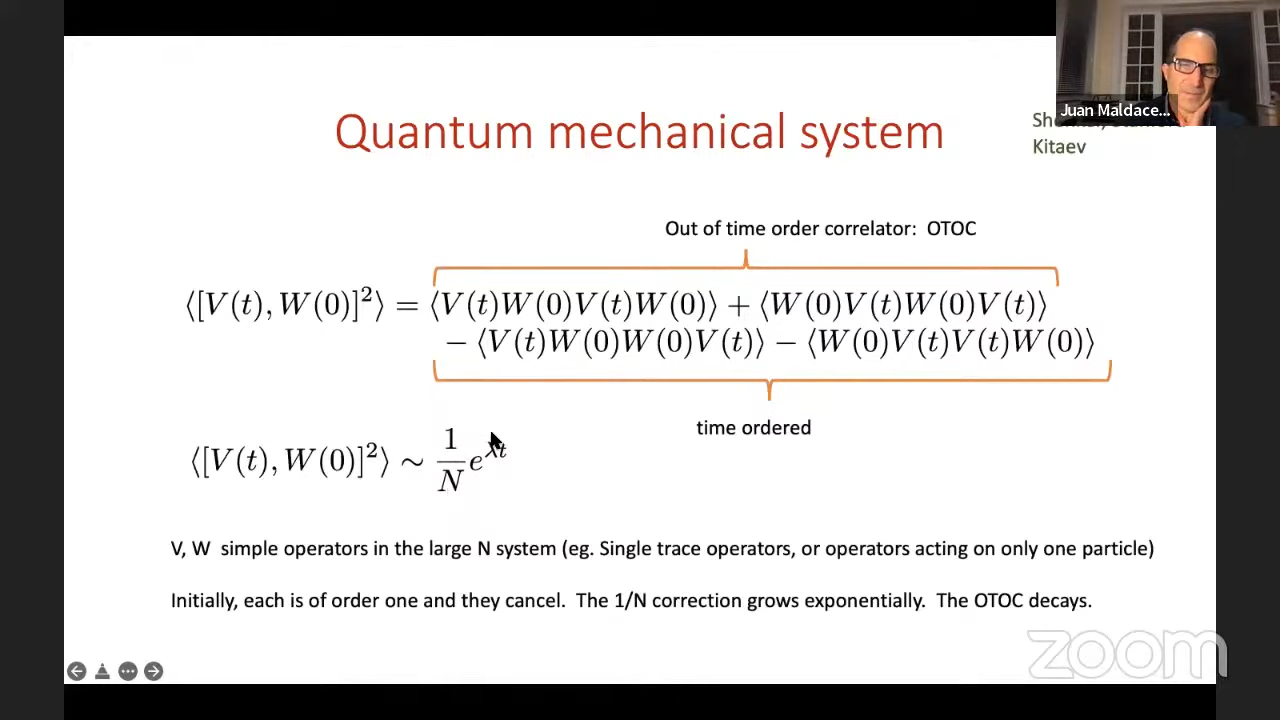 Juan Maldace...
Quantum mechanical system
Kitaev
Out of time order correlator: OTOC
⟨[V(t), W(0)]²⟩ = ⟨V(t)W(0)V(t)W(0)⟩ + ⟨W(0)V(t)W(0)V(t)⟩
− ⟨V(t)W(0)W(0)V(t)⟩ − ⟨W(0)V(t)V(t)W(0)⟩
time ordered
⟨[V(t), W(0)]²⟩ ∼ 1/N e^{λt}
V, W simple operators in the large N system (eg. Single trace operators, or operators acting on only one particle)
Initially, each is of order one and they cancel. The 1/N correction grows exponentially. The OTOC decays.
zoom